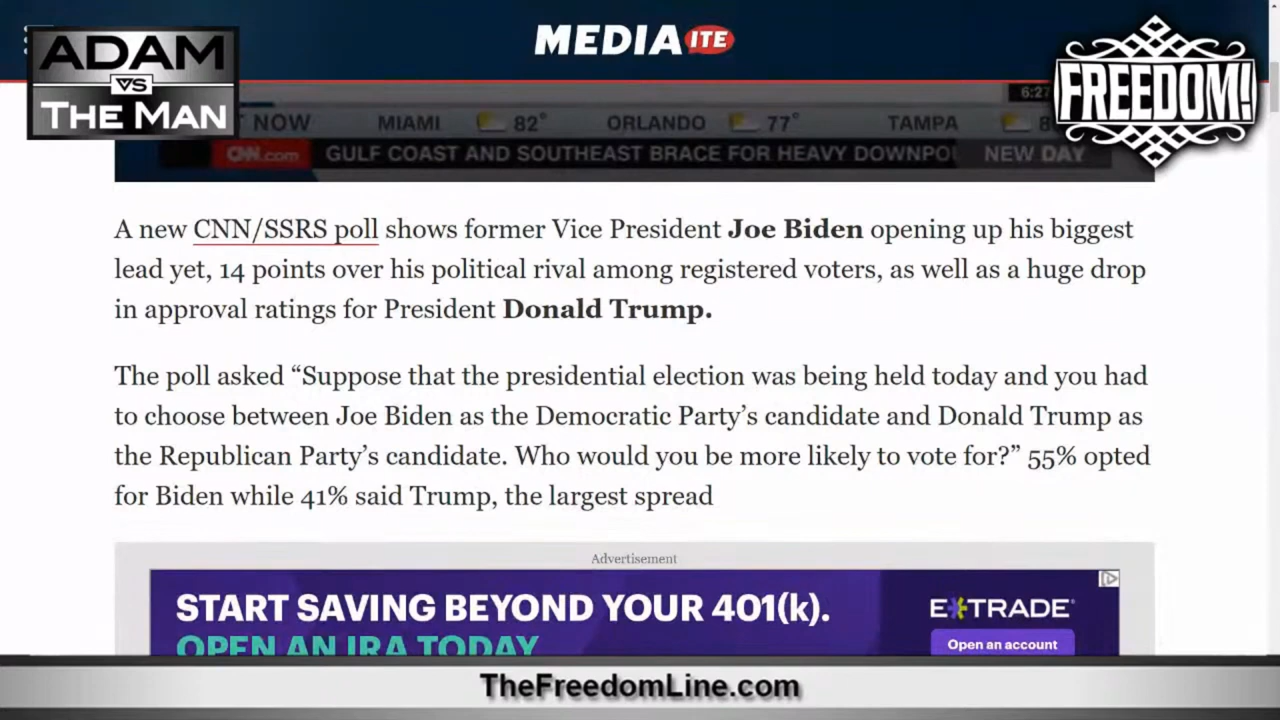 ADAM
VS
THE MAN
MEDIAITE
FREEDOM!
6:27
NOW MIAMI 82° ORLANDO 77° TAMPA
CNN.com GULF COAST AND SOUTHEAST BRACE FOR HEAVY NEW DAY
A new CNN/SSRS poll shows former Vice President Joe Biden opening up his biggest
lead yet, 14 points over his political rival among registered voters, as well as a huge drop
in approval ratings for President Donald Trump.
The poll asked “Suppose that the presidential election was being held today and you had
to choose between Joe Biden as the Democratic Party’s candidate and Donald Trump as
the Republican Party’s candidate. Who would you be more likely to vote for?” 55% opted
for Biden while 41% said Trump, the largest spread
Advertisement
START SAVING BEYOND YOUR 401(k).
OPEN AN IRA TODAY
E*TRADE
Open an account
TheFreedomLine.com